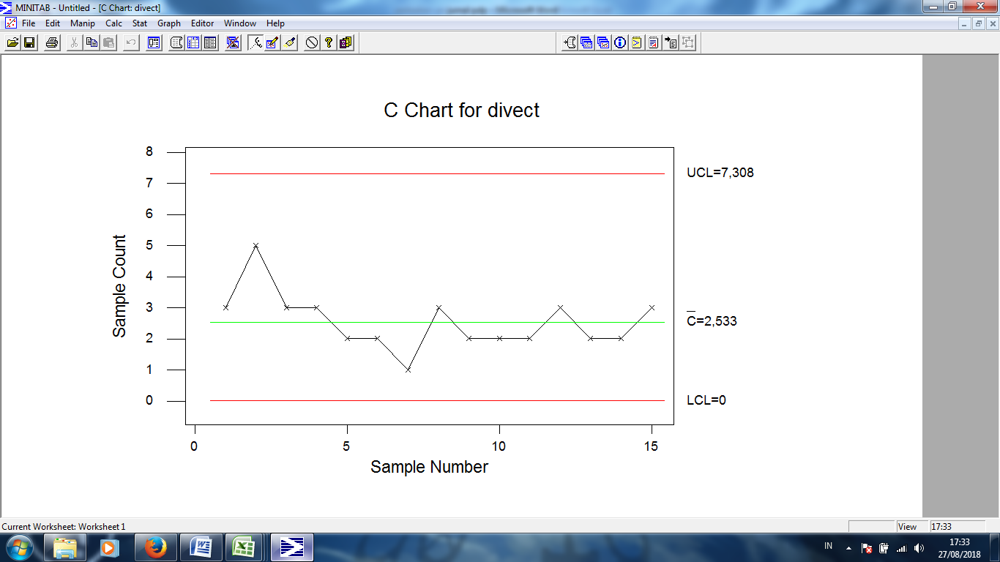 MINITAB - Untitled - [C Chart: divect]
File Edit Manip Calc Stat Graph Editor Window Help
C Chart for divect
8
7
6
5
4
3
2
1
0
Sample Count
UCL=7,308
C=2,533
LCL=0
0 5 10 15
Sample Number
Current Worksheet: Worksheet 1
View
17:33
IN
17:33
27/08/2018